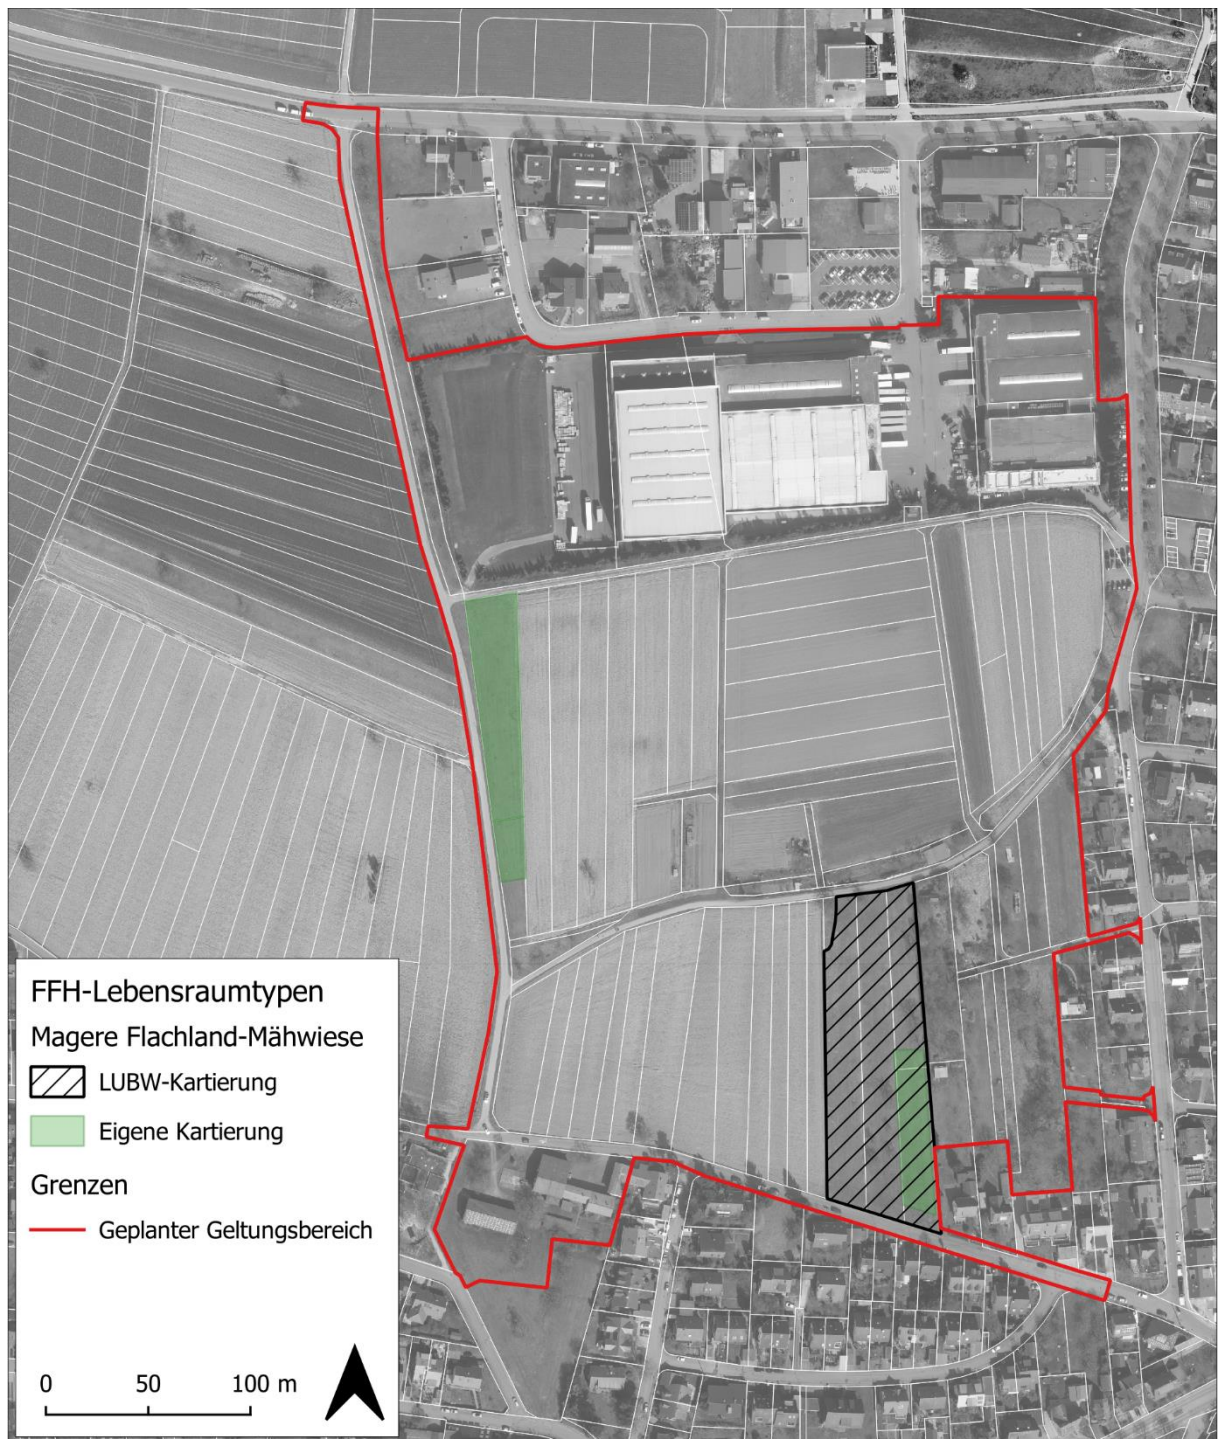 FFH-Lebensraumtypen
Magere Flachland-Mähwiese
LUBW-Kartierung
Eigene Kartierung
Grenzen
Geplanter Geltungsbereich
0 50 100 m